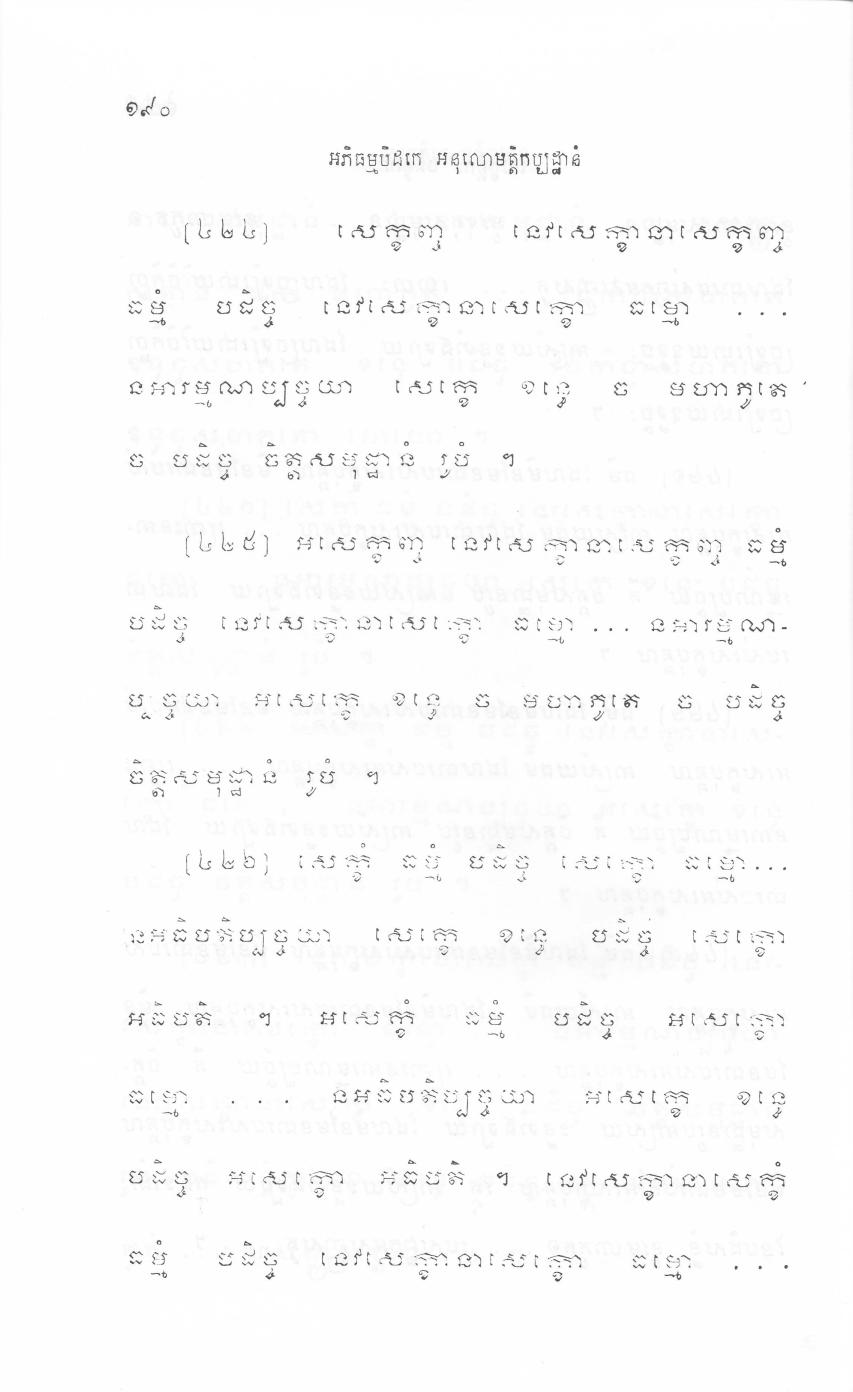 ១៩០
អភិធម្មបិដកេ អនុលោមត្តិកប្បដ្ឋានំ
[៤២៤] សេក្ខញ្ច នេវសេក្ខានាសេក្ខញ្ច
ធម្មំ បដិច្ច នេវសេក្ខានាសេក្ខោ ធម្មោ ...
នអារម្មណប្បច្ចយា សេក្ខេ ខន្ធេ ច មហាភូតេ
ច បដិច្ច ចិត្តសមុដ្ឋានំ រូបំ ។
[៤២៥] អសេក្ខញ្ច នេវសេក្ខានាសេក្ខញ្ច ធម្មំ
បដិច្ច នេវសេក្ខានាសេក្ខោ ធម្មោ ... នអារម្មណ-
ប្បច្ចយា អសេក្ខេ ខន្ធេ ច មហាភូតេ ច បដិច្ច
ចិត្តសមុដ្ឋានំ រូបំ ។
[៤២៦] សេក្ខំ ធម្មំ បដិច្ច សេក្ខោ ធម្មោ ...
នអធិបតិប្បច្ចយា សេក្ខេ ខន្ធេ បដិច្ច សេក្ខោ
អធិបតិ ។ អសេក្ខំ ធម្មំ បដិច្ច អសេក្ខោ
ធម្មោ .... នអធិបតិប្បច្ចយា អសេក្ខេ ខន្ធេ
បដិច្ច អសេក្ខោ អធិបតិ ។ នេវសេក្ខានាសេក្ខំ
ធម្មំ បដិច្ច នេវសេក្ខានាសេក្ខោ ធម្មោ ...